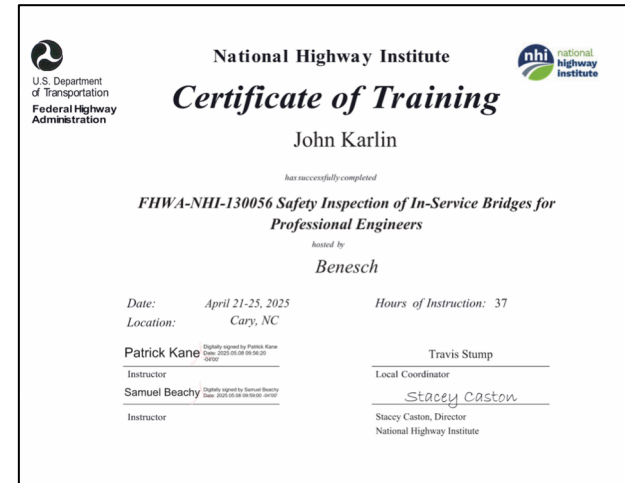 U.S. Department
of Transportation
Federal Highway
Administration
National Highway Institute
nhi national
highway
institute
Certificate of Training
John Karlin
has successfully completed
FHWA-NHI-130056 Safety Inspection of In-Service Bridges for
Professional Engineers
hosted by
Benesch
Date: April 21-25, 2025
Hours of Instruction: 37
Location: Cary, NC
Patrick Kane
Digitally signed by Patrick Kane
Date: 2025.05.08 09:56:20
-04'00'
Travis Stump
Instructor
Local Coordinator
Samuel Beachy
Digitally signed by Samuel Beachy
Date: 2025.05.08 09:59:00 -04'00'
Stacey Caston
Instructor
Stacey Caston, Director
National Highway Institute